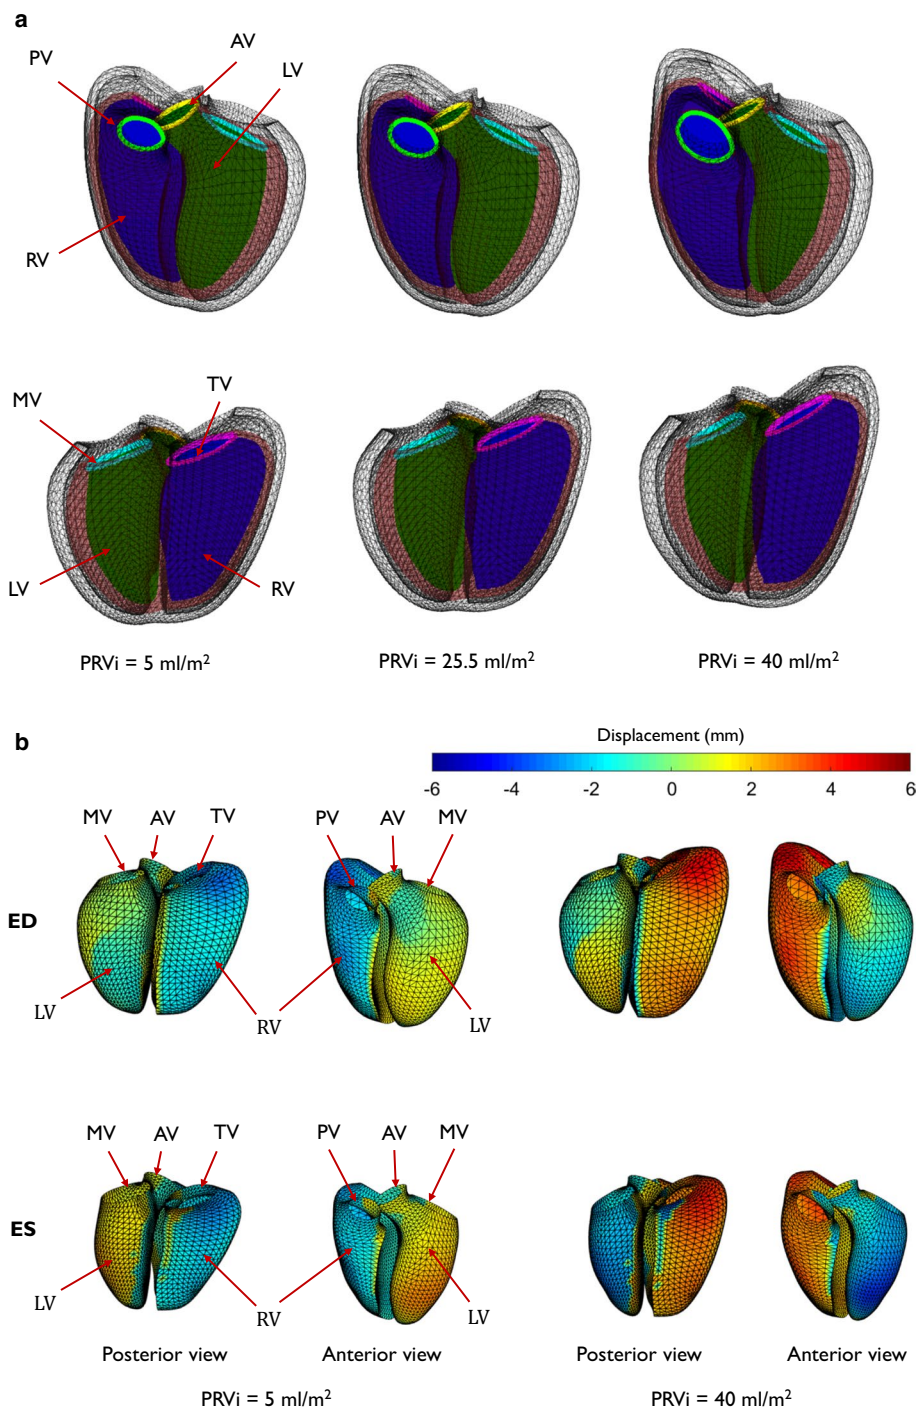 a
PV
AV
LV
RV
MV
TV
LV
RV
PRVi = 5 ml/m²
PRVi = 25.5 ml/m²
PRVi = 40 ml/m²
b
Displacement (mm)
-6 -4 -2 0 2 4 6
MV AV TV PV AV MV
ED
LV RV LV
MV AV TV PV AV MV
ES
LV RV LV
Posterior view Anterior view Posterior view Anterior view
PRVi = 5 ml/m² PRVi = 40 ml/m²